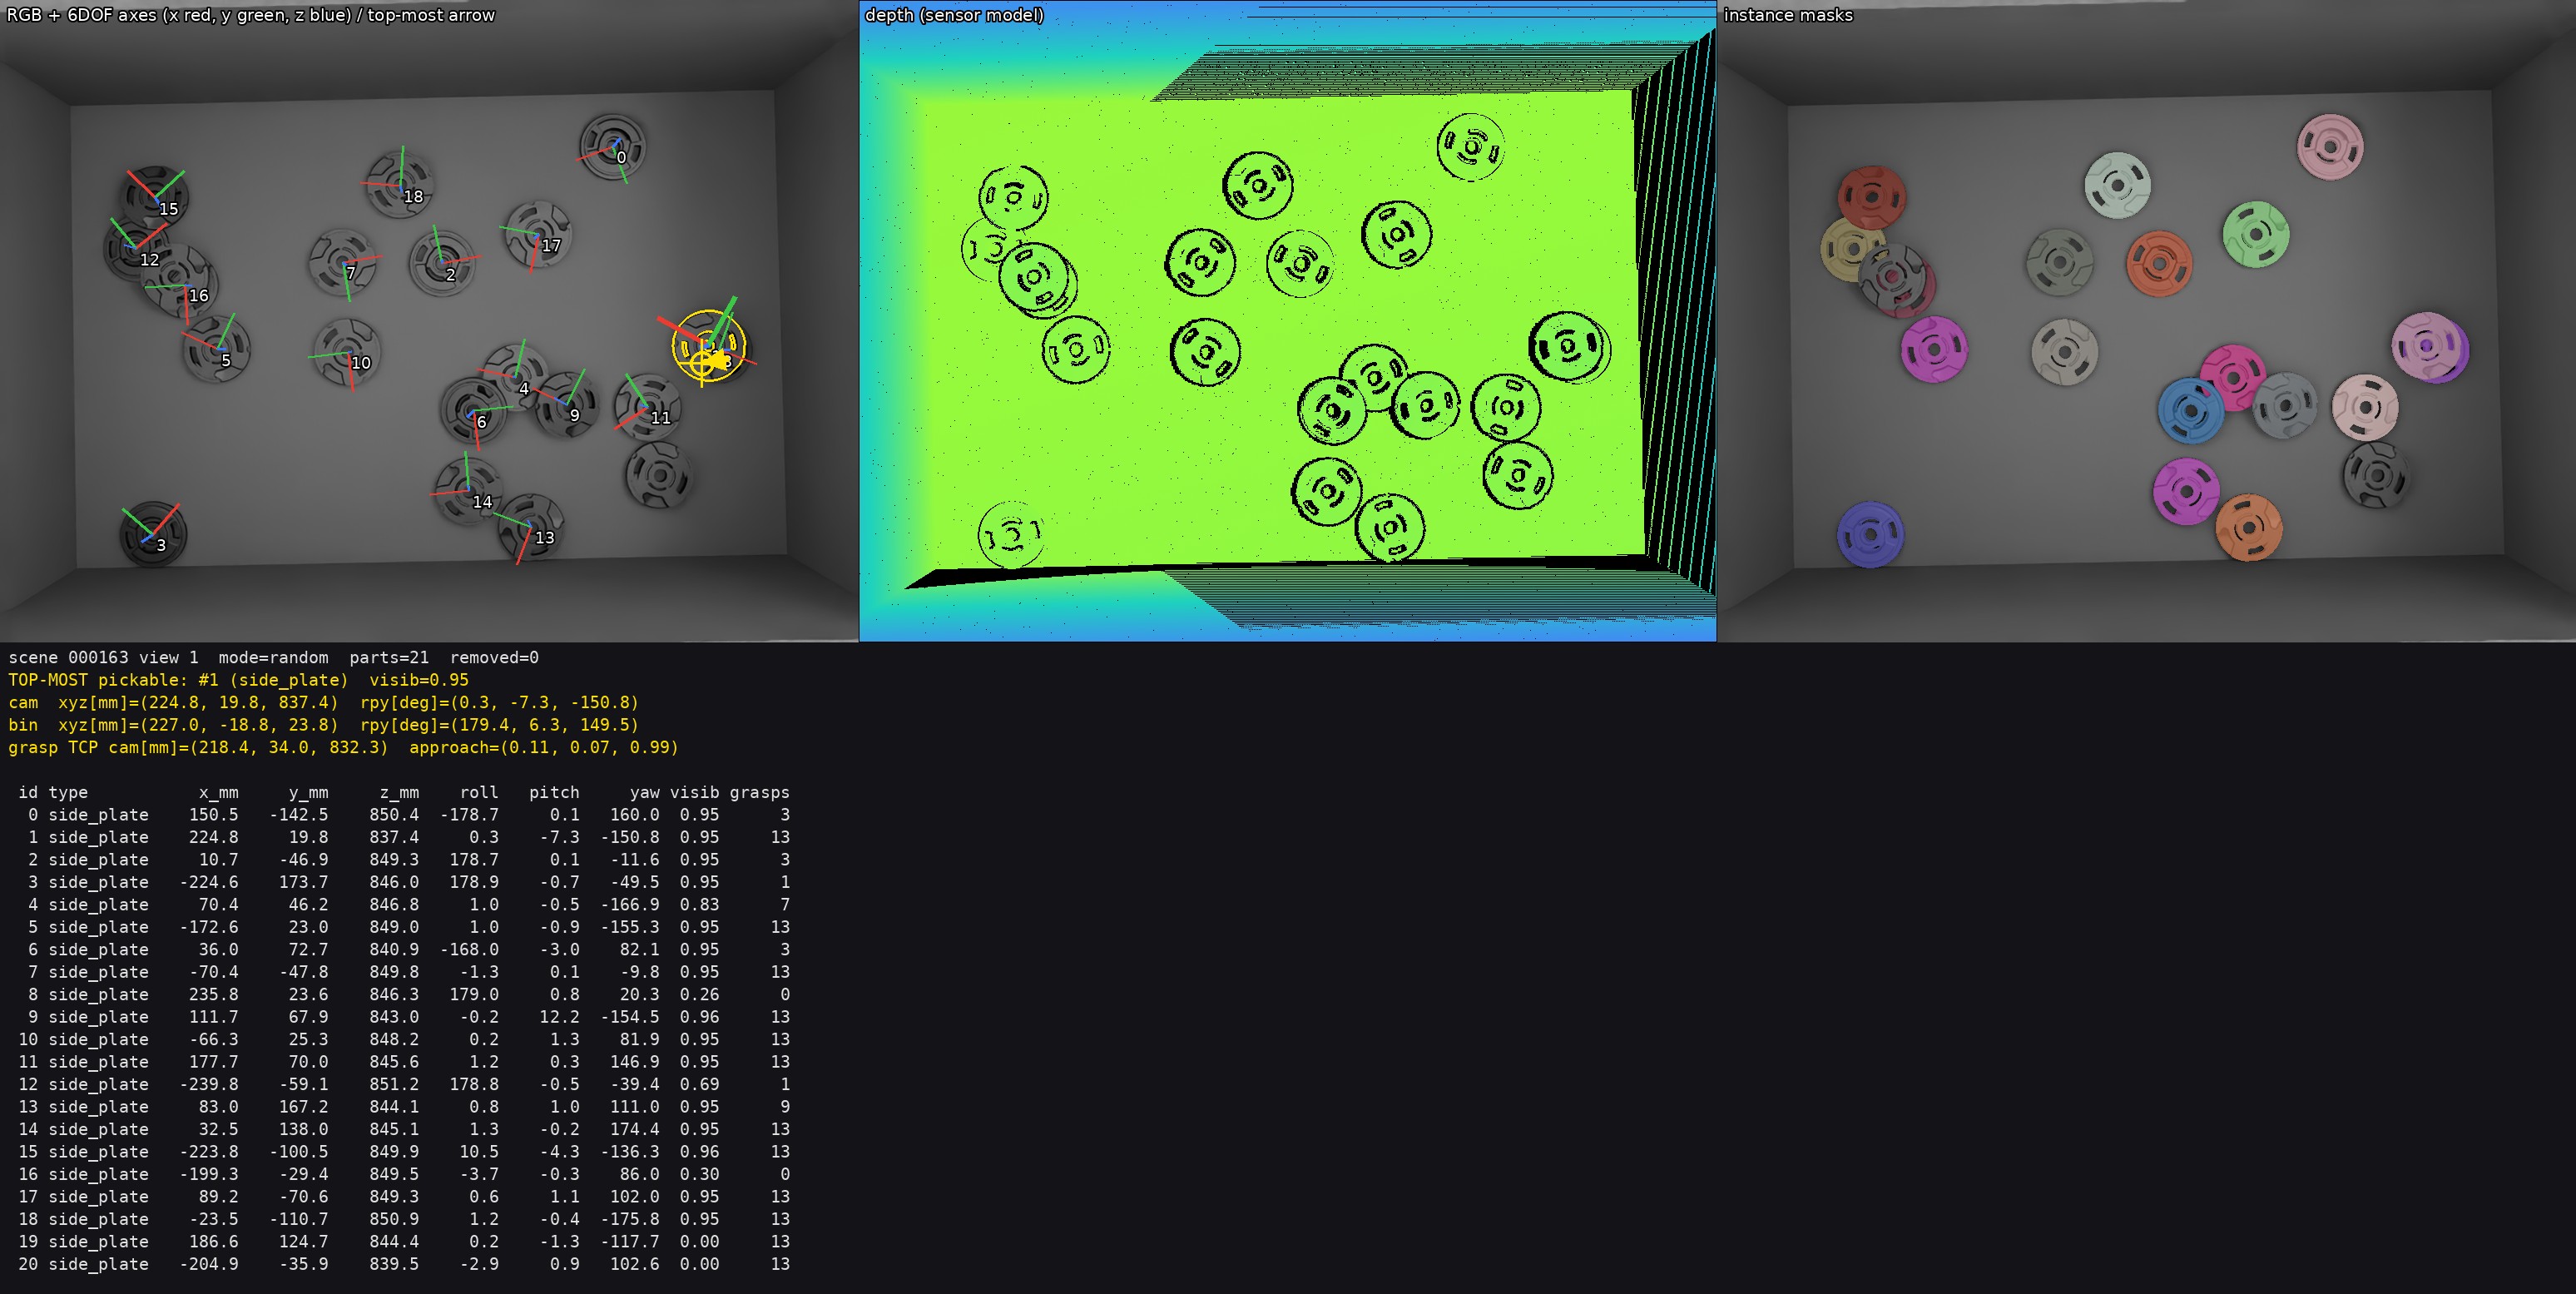 RGB + 6DOF axes (x red, y green, z blue) / top-most arrow
depth (sensor model)
instance masks
0
15
18
17
12
7
2
16
5
10
4
9
11
6
14
13
3
scene 000163 view 1  mode=random  parts=21  removed=0
TOP-MOST pickable: #1 (side_plate)  visib=0.95
cam  xyz[mm]=(224.8, 19.8, 837.4)  rpy[deg]=(0.3, -7.3, -150.8)
bin  xyz[mm]=(227.0, -18.8, 23.8)  rpy[deg]=(179.4, 6.3, 149.5)
grasp TCP cam[mm]=(218.4, 34.0, 832.3)  approach=(0.11, 0.07, 0.99)
id type x_mm y_mm z_mm roll pitch yaw visib grasps
0 side_plate 150.5 -142.5 850.4 -178.7 0.1 160.0 0.95 3
1 side_plate 224.8 19.8 837.4 0.3 -7.3 -150.8 0.95 13
2 side_plate 10.7 -46.9 849.3 178.7 0.1 -11.6 0.95 3
3 side_plate -224.6 173.7 846.0 178.9 -0.7 -49.5 0.95 1
4 side_plate 70.4 46.2 846.8 1.0 -0.5 -166.9 0.83 7
5 side_plate -172.6 23.0 849.0 1.0 -0.9 -155.3 0.95 13
6 side_plate 36.0 72.7 840.9 -168.0 -3.0 82.1 0.95 3
7 side_plate -70.4 -47.8 849.8 -1.3 0.1 -9.8 0.95 13
8 side_plate 235.8 23.6 846.3 179.0 0.8 20.3 0.26 0
9 side_plate 111.7 67.9 843.0 -0.2 12.2 -154.5 0.96 13
10 side_plate -66.3 25.3 848.2 0.2 1.3 81.9 0.95 13
11 side_plate 177.7 70.0 845.6 1.2 0.3 146.9 0.95 13
12 side_plate -239.8 -59.1 851.2 178.8 -0.5 -39.4 0.69 1
13 side_plate 83.0 167.2 844.1 0.8 1.0 111.0 0.95 9
14 side_plate 32.5 138.0 845.1 1.3 -0.2 174.4 0.95 13
15 side_plate -223.8 -100.5 849.9 10.5 -4.3 -136.3 0.96 13
16 side_plate -199.3 -29.4 849.5 -3.7 -0.3 86.0 0.30 0
17 side_plate 89.2 -70.6 849.3 0.6 1.1 102.0 0.95 13
18 side_plate -23.5 -110.7 850.9 1.2 -0.4 -175.8 0.95 13
19 side_plate 186.6 124.7 844.4 0.2 -1.3 -117.7 0.00 13
20 side_plate -204.9 -35.9 839.5 -2.9 0.9 102.6 0.00 13